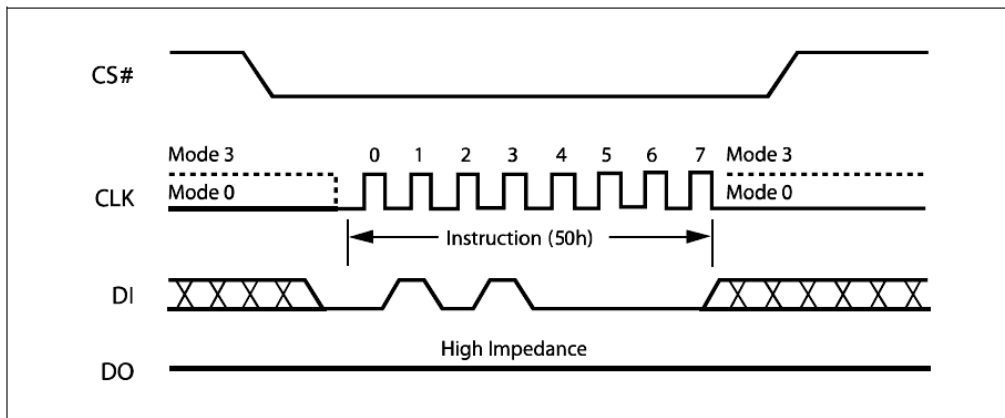 CS#
Mode 3
0 1 2 3 4 5 6 7
Mode 3
CLK
Mode 0
Mode 0
Instruction (50h)
DI
High Impedance
DO